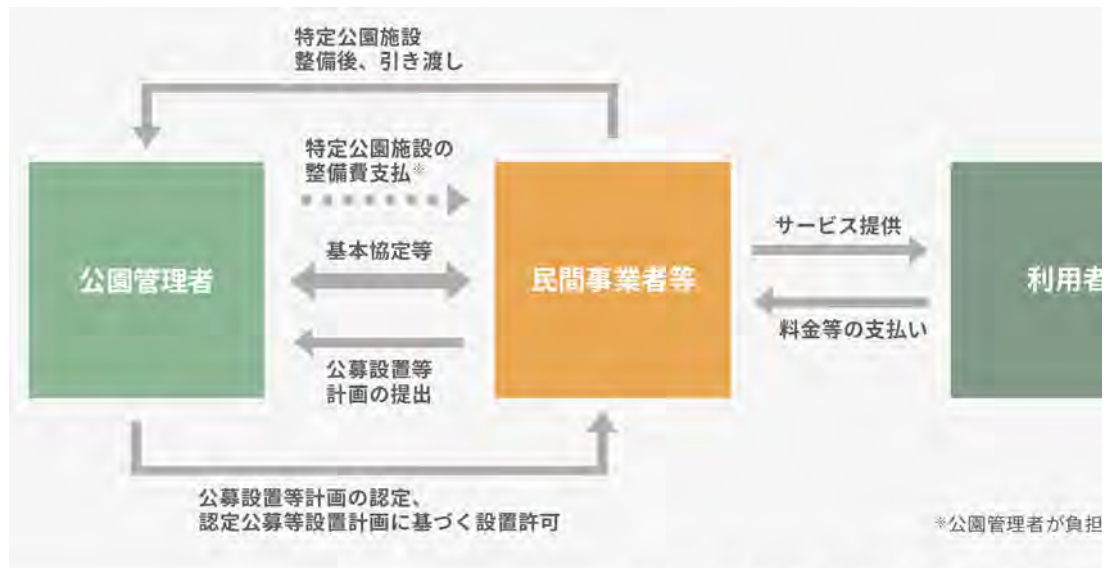 特定公園施設
整備後、引き渡し
特定公園施設の
整備費支払※
基本協定等
公募設置等
計画の提出
公園管理者
民間事業者等
サービス提供
料金等の支払い
利用者
公募設置等計画の認定、
認定公募等設置計画に基づく設置許可
※公園管理者が負担